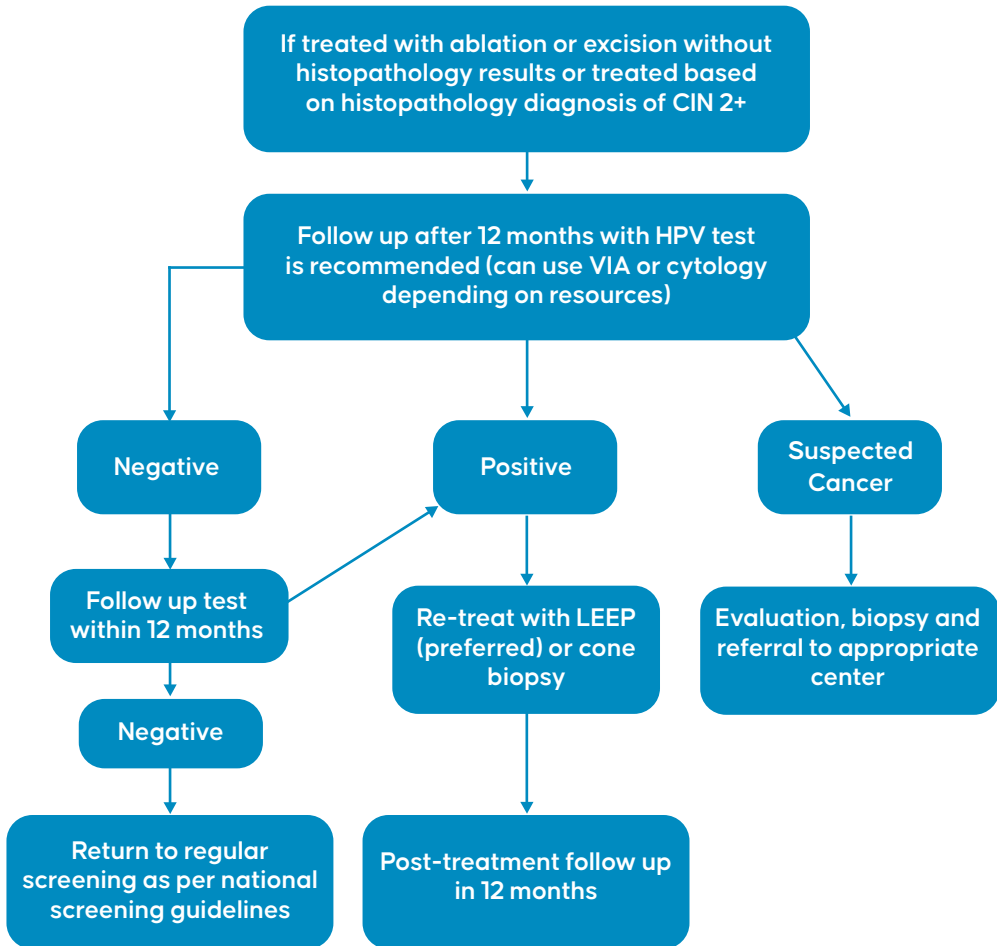 If treated with ablation or excision without
histopathology results or treated based
on histopathology diagnosis of CIN 2+
Follow up after 12 months with HPV test
is recommended (can use VIA or cytology
depending on resources)
Negative
Positive
Suspected
Cancer
Follow up test
within 12 months
Re-treat with LEEP
(preferred) or cone
biopsy
Evaluation, biopsy and
referral to appropriate
center
Negative
Return to regular
screening as per national
screening guidelines
Post-treatment follow up
in 12 months